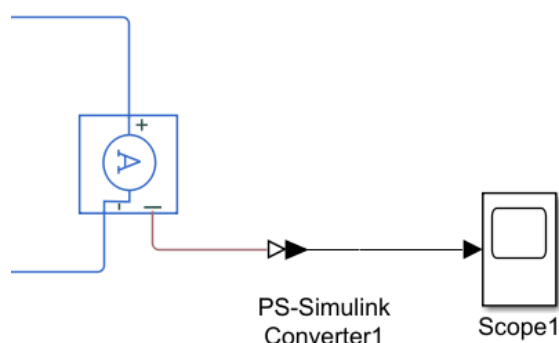 +
A
-
I
PS-Simulink
Converter1
Scope1